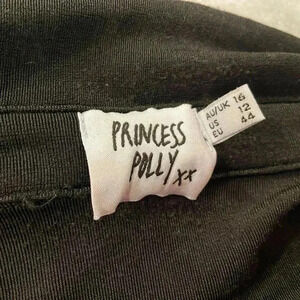 PRINCESS
POLLY xx
AU/UK 16
US 12
EU 44